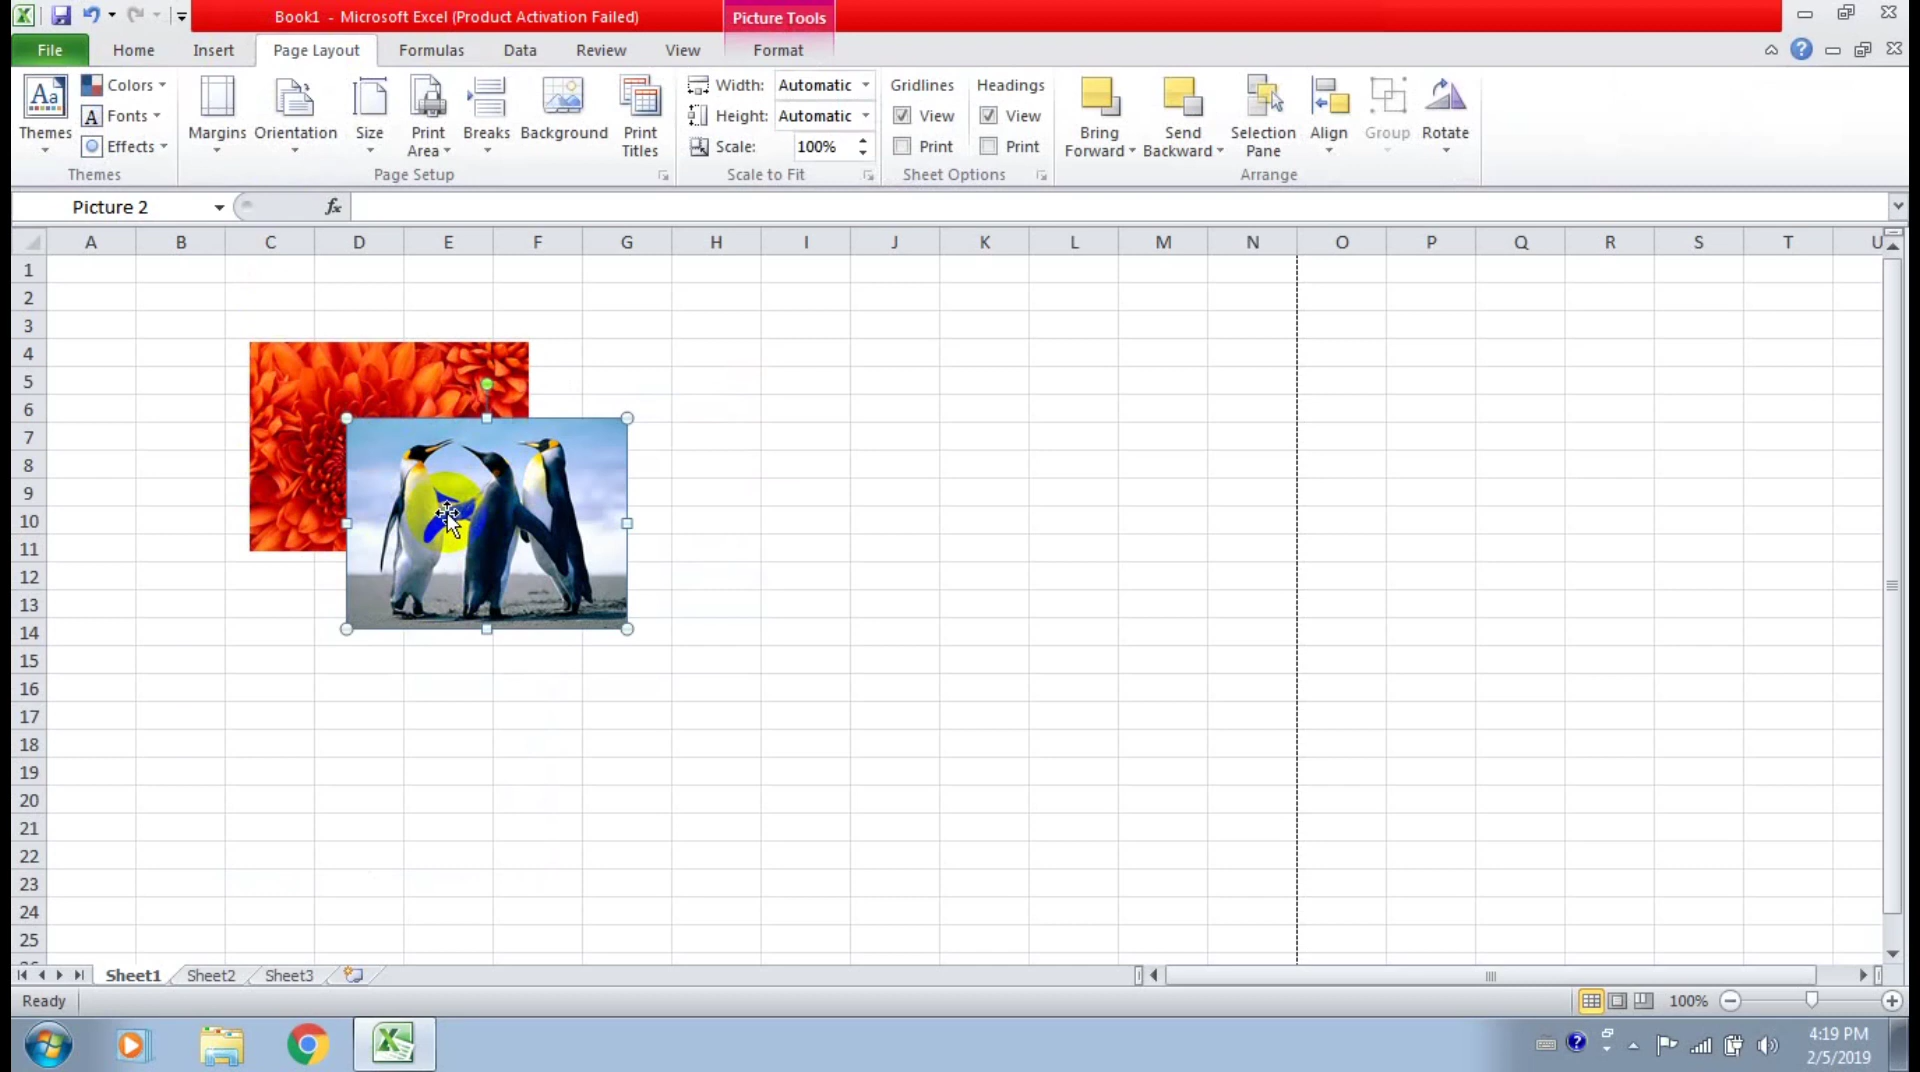 Book1 - Microsoft Excel (Product Activation Failed)
Picture Tools
File
Home
Insert
Page Layout
Formulas
Data
Review
View
Format
Aa
Themes
Colors
A Fonts
Effects
Themes
Margins
Orientation
Size
Print Area
Breaks
Background
Print Titles
Page Setup
Width: Automatic
Height: Automatic
Scale: 100%
Scale to Fit
Gridlines
View
Print
Headings
View
Print
Sheet Options
Bring Forward
Send Backward
Selection Pane
Align
Group
Rotate
Arrange
Picture 2
fx
A B C D E F G H I J K L M N O P Q R S T U
1
2
3
4
5
6
7
8
9
10
11
12
13
14
15
16
17
18
19
20
21
22
23
24
25
Sheet1 Sheet2 Sheet3
Ready
100%
4:19 PM
2/5/2019